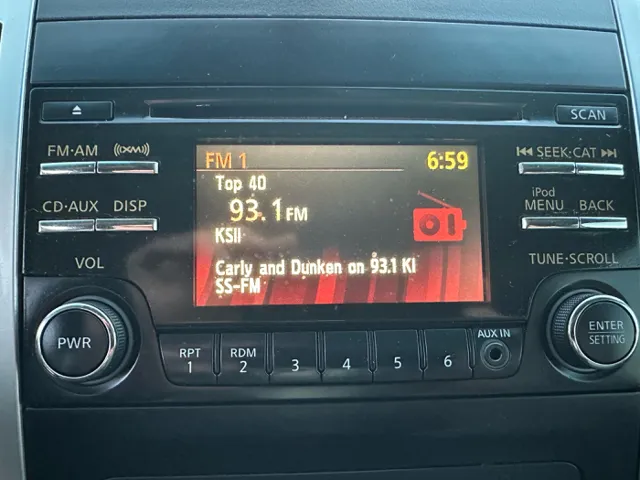 SCAN
FM·AM ((XM))
SEEK·CAT
CD·AUX DISP
iPod
MENU BACK
FM 1 6:59
Top 40
93.1 FM
KSII
Carly and Dunken on 93.1 KI
SS-FM
VOL
TUNE·SCROLL
PWR
RPT
1
RDM
2
3
4
5
6
AUX IN
ENTER
SETTING